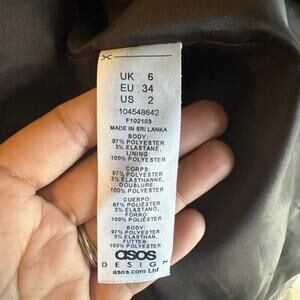 UK 6
EU 34
US 2
104548642
F102103
MADE IN SRI LANKA
BODY:
97% POLYESTER
3% ELASTANE,
LINING:
100% POLYESTER
CORPS:
97% POLYESTER
3% ÉLASTHANNE,
DOUBLURE:
100% POLYESTER
CUERPO:
97% POLIÉSTER
3% ELASTANO,
FORRO:
100% POLIÉSTER
BODY:
97% POLYESTER
3% ELASTHAN,
FUTTER:
100% POLYESTER
asos
DESIGN
asos.com Ltd